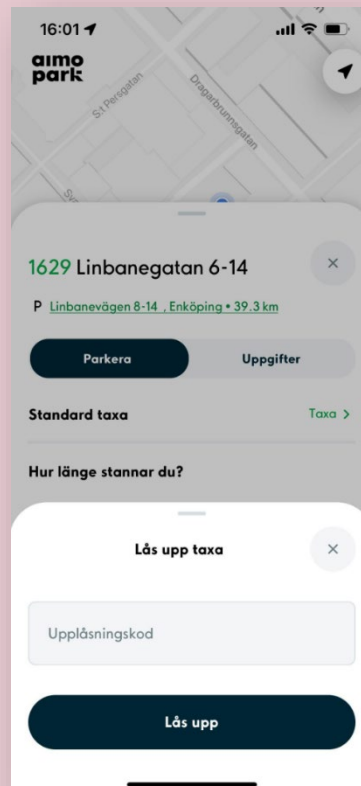 16:01
aimo
park
S:t Persgatan
Dragarbrunnsgatan
1629 Linbanegatan 6-14
P Linbanevägen 8-14 , Enköping • 39.3 km
Parkera
Uppgifter
Standard taxa
Taxa >
Hur länge stannar du?
Lås upp taxa
Upplåsningskod
Lås upp